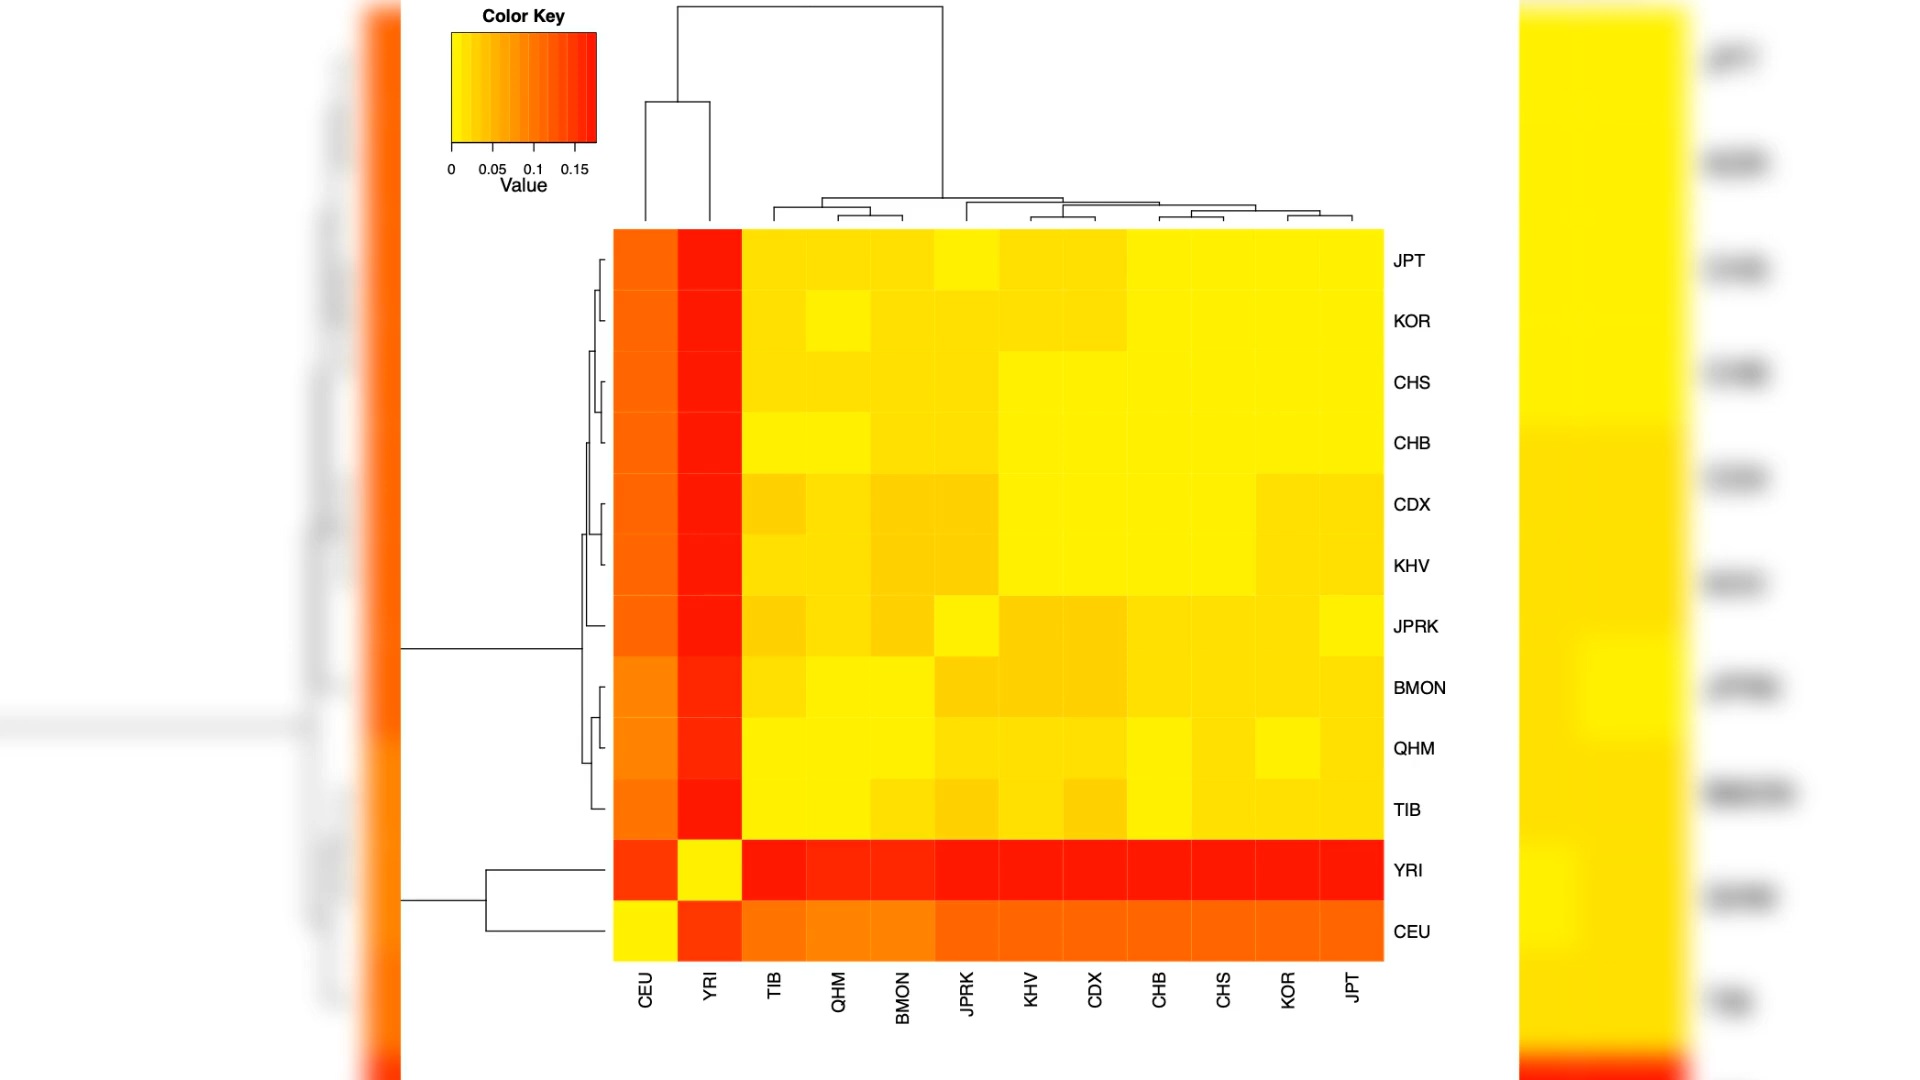 Color Key
0 0.05 0.1 0.15
Value
JPT
KOR
CHS
CHB
CDX
KHV
JPRK
BMON
QHM
TIB
YRI
CEU
CEU YRI TIB QHM BMON JPRK KHV CDX CHB CHS KOR JPT